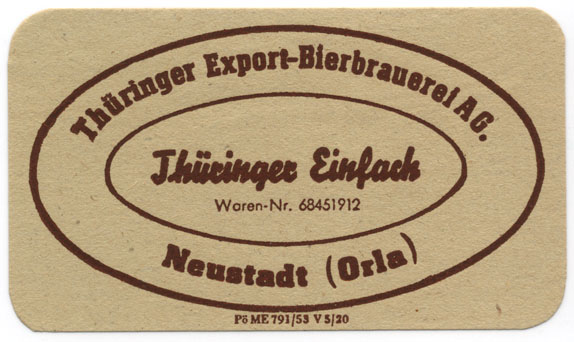 Thüringer Export-Bierbrauerei AG.
Thüringer Einfach
Waren-Nr. 68451912
Neustadt (Orla)
Pö ME 791/53 V 5/20